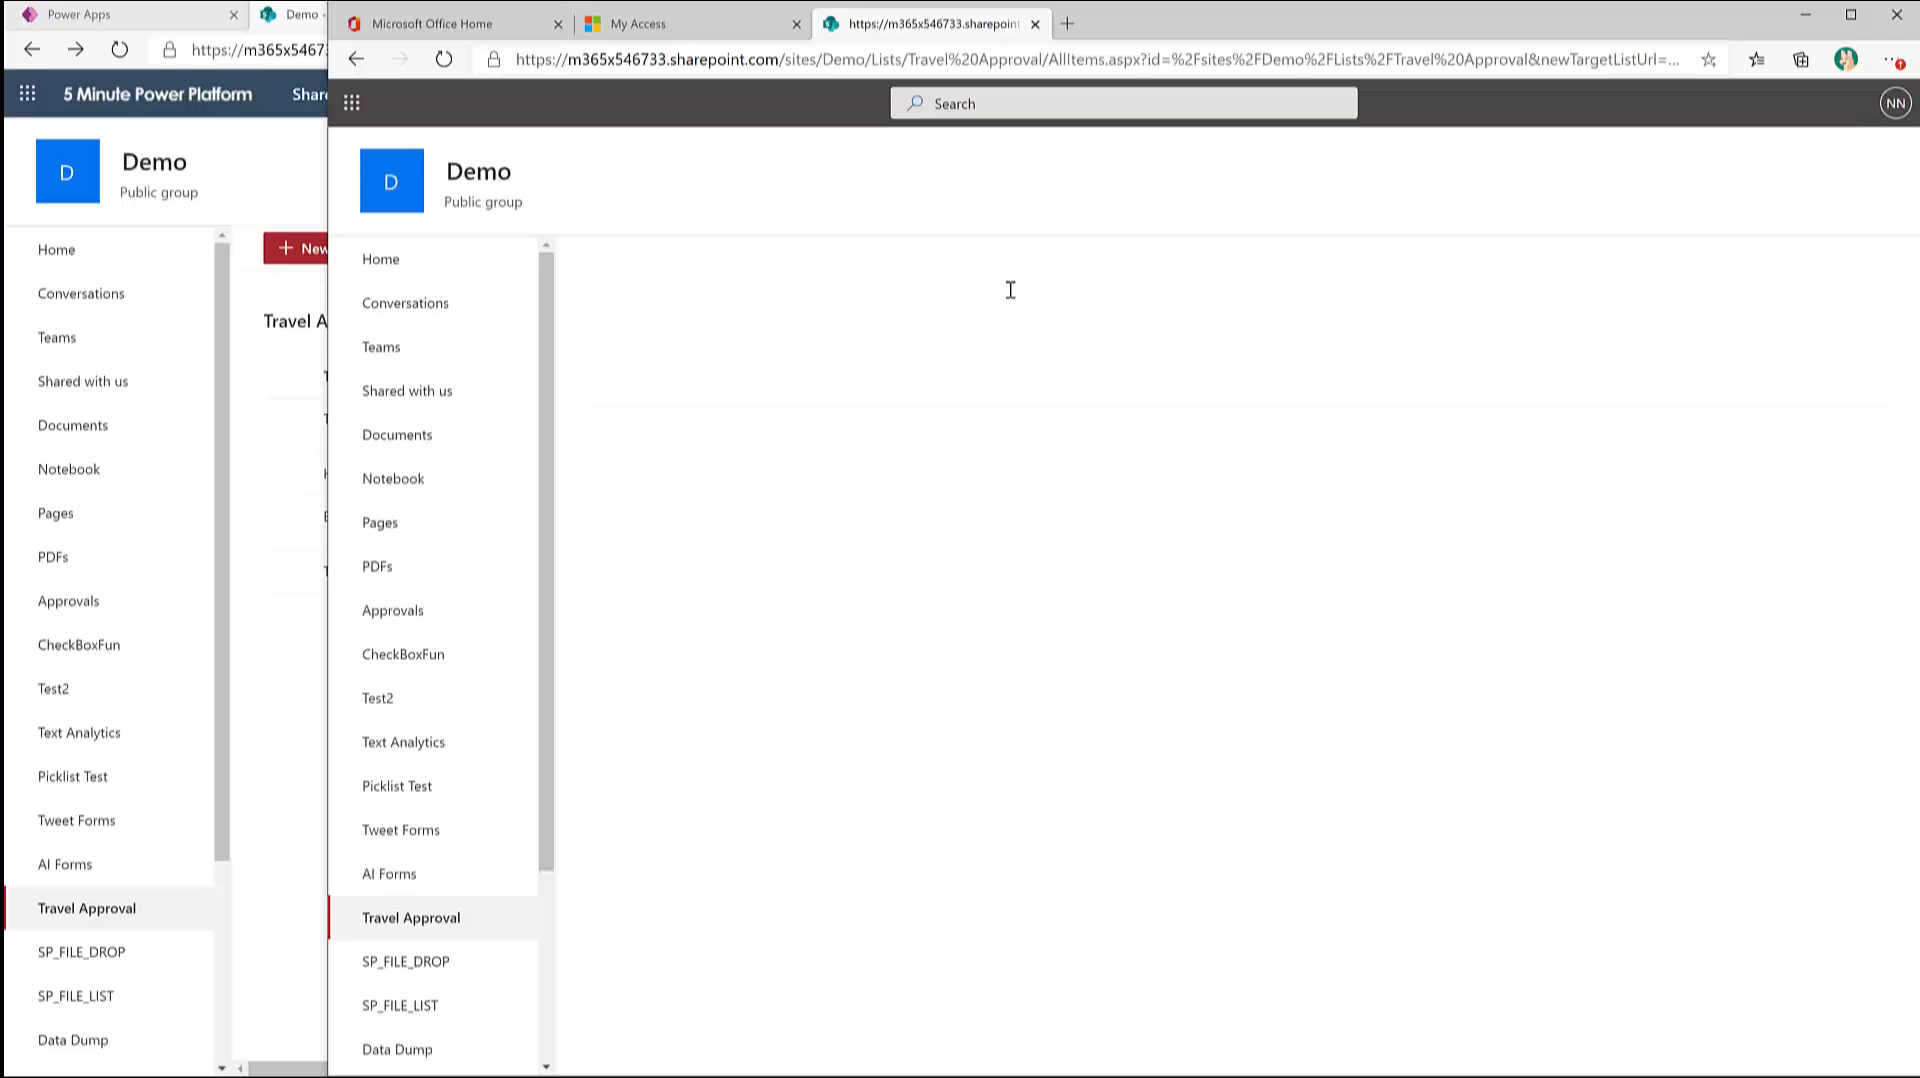 Power Apps
Demo -
https://m365x5467
5 Minute Power Platform
Share
D
Demo
Public group
Home
Conversations
Teams
Shared with us
Documents
Notebook
Pages
PDFs
Approvals
CheckBoxFun
Test2
Text Analytics
Picklist Test
Tweet Forms
AI Forms
Travel Approval
SP_FILE_DROP
SP_FILE_LIST
Data Dump
+ New
Travel A
Microsoft Office Home
My Access
https://m365x546733.sharepoint
https://m365x546733.sharepoint.com/sites/Demo/Lists/Travel%20Approval/AllItems.aspx?id=%2Fsites%2FDemo%2FLists%2FTravel%20Approval&newTargetListUrl=...
Search
NN
D
Demo
Public group
Home
Conversations
Teams
Shared with us
Documents
Notebook
Pages
PDFs
Approvals
CheckBoxFun
Test2
Text Analytics
Picklist Test
Tweet Forms
AI Forms
Travel Approval
SP_FILE_DROP
SP_FILE_LIST
Data Dump